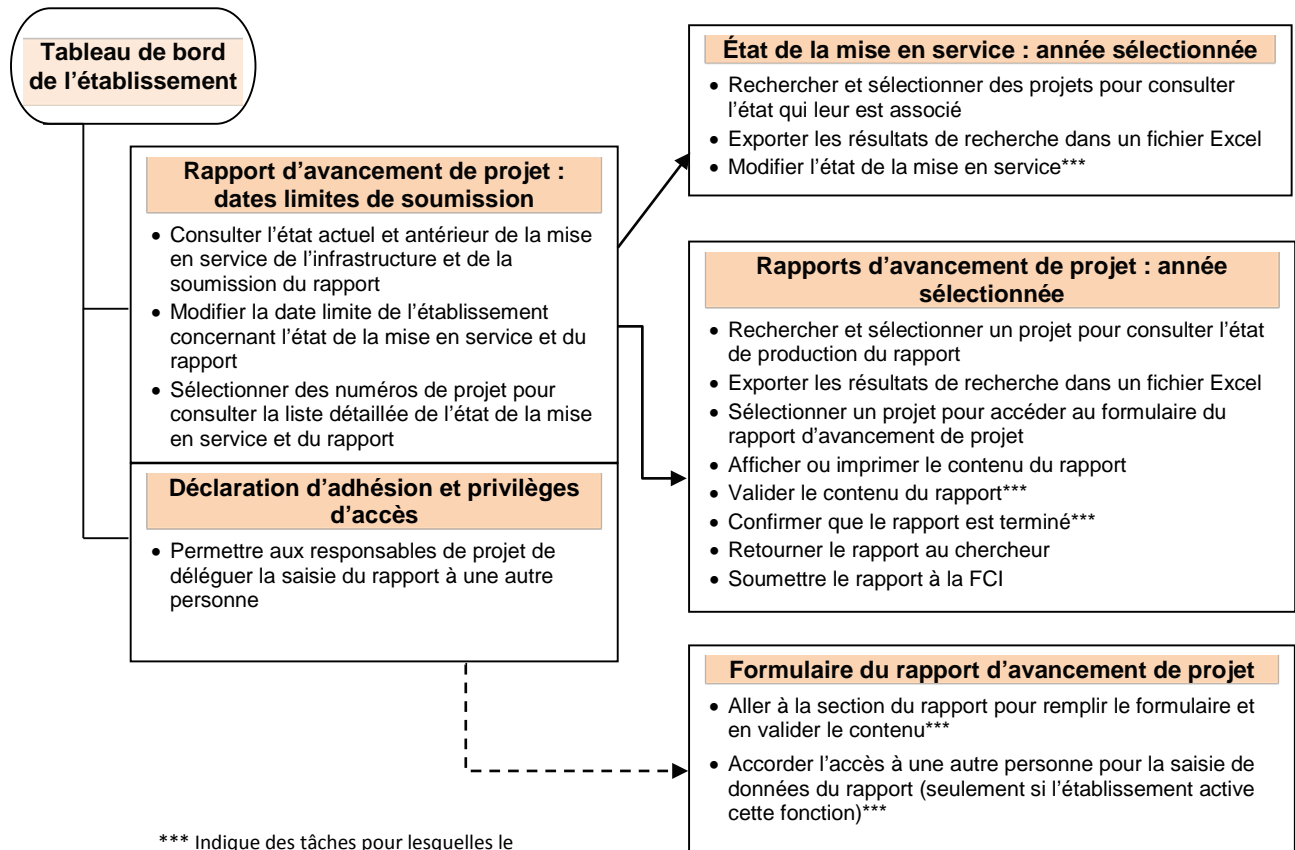 Tableau de bord
de l'établissement
Rapport d'avancement de projet :
dates limites de soumission
• Consulter l'état actuel et antérieur de la mise
en service de l'infrastructure et de la
soumission du rapport
• Modifier la date limite de l'établissement
concernant l'état de la mise en service et du
rapport
• Sélectionner des numéros de projet pour
consulter la liste détaillée de l'état de la mise
en service et du rapport
Déclaration d'adhésion et privilèges
d'accès
• Permettre aux responsables de projet de
déléguer la saisie du rapport à une autre
personne
État de la mise en service : année sélectionnée
• Rechercher et sélectionner des projets pour consulter
l'état qui leur est associé
• Exporter les résultats de recherche dans un fichier Excel
• Modifier l'état de la mise en service***
Rapports d'avancement de projet : année
sélectionnée
• Rechercher et sélectionner un projet pour consulter l'état
de production du rapport
• Exporter les résultats de recherche dans un fichier Excel
• Sélectionner un projet pour accéder au formulaire du
rapport d'avancement de projet
• Afficher ou imprimer le contenu du rapport
• Valider le contenu du rapport***
• Confirmer que le rapport est terminé***
• Retourner le rapport au chercheur
• Soumettre le rapport à la FCI
Formulaire du rapport d'avancement de projet
• Aller à la section du rapport pour remplir le formulaire et
en valider le contenu***
• Accorder l'accès à une autre personne pour la saisie de
données du rapport (seulement si l'établissement active
cette fonction)***
*** Indique des tâches pour lesquelles le